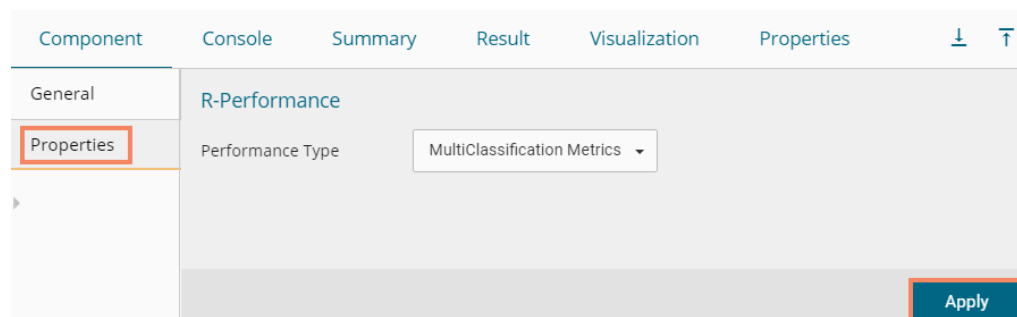 Component Console Summary Result Visualization Properties
General
R-Performance
Properties
Performance Type MultiClassification Metrics
Apply